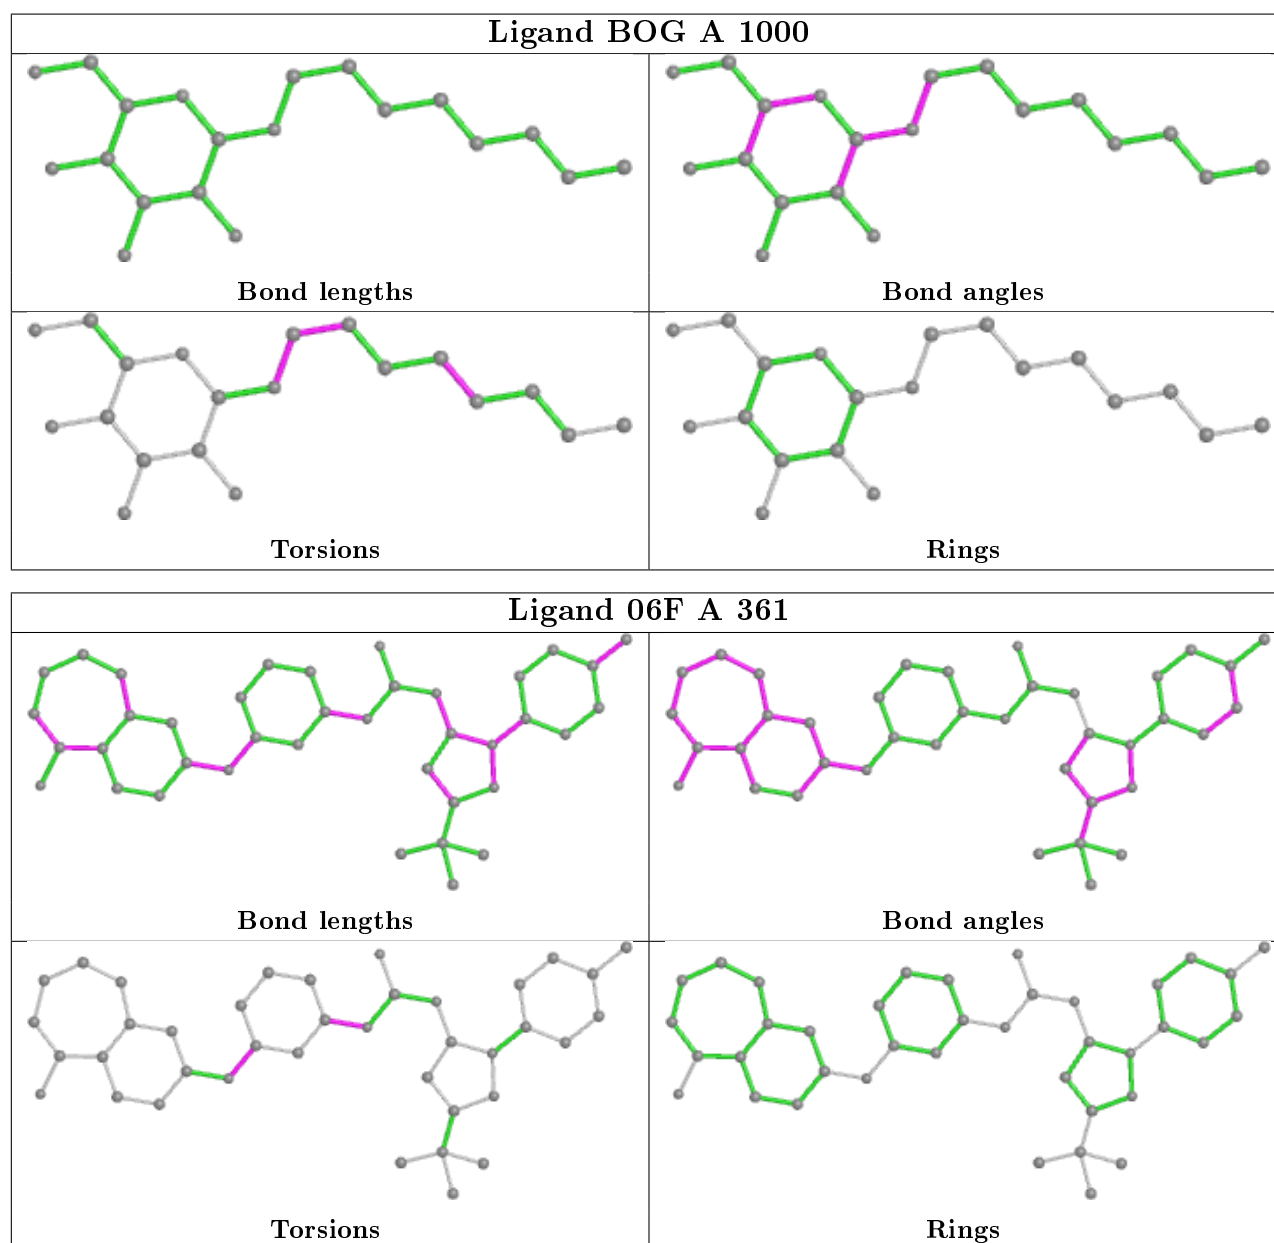 Ligand BOG A 1000
Bond lengths
Bond angles
Torsions
Rings
Ligand 06F A 361
Bond lengths
Bond angles
Torsions
Rings